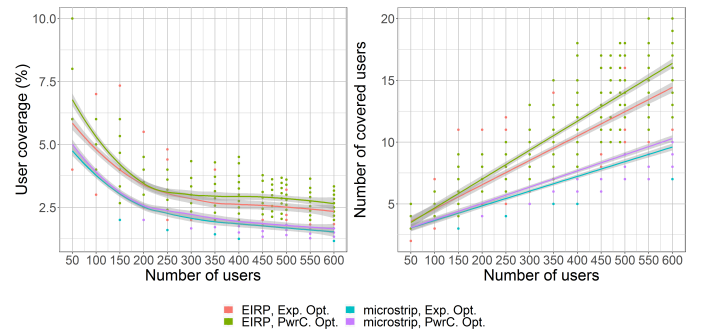 10.0
7.5
5.0
2.5
User coverage (%)
50 100 150 200 250 300 350 400 450 500 550 600
Number of users
20
15
10
5
Number of covered users
50 100 150 200 250 300 350 400 450 500 550 600
Number of users
EIRP, Exp. Opt. microstrip, Exp. Opt.
EIRP, PwrC. Opt. microstrip, PwrC. Opt.